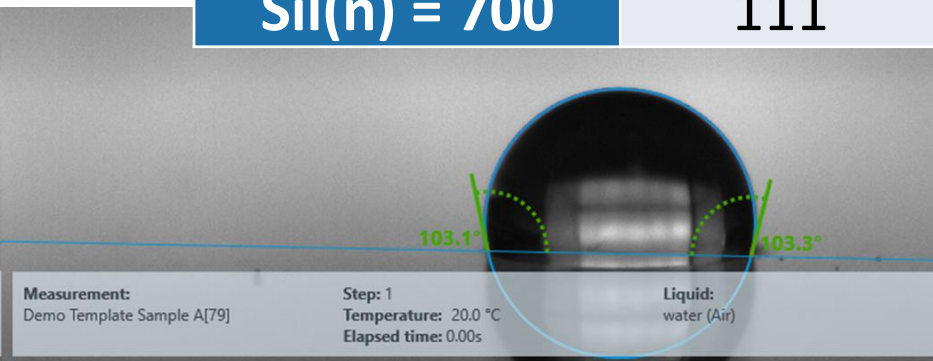 Sil(n) = 700
111
103.1°
103.3°
Measurement:
Demo Template Sample A[79]
Step: 1
Temperature: 20.0 °C
Elapsed time: 0.00s
Liquid:
water (Air)